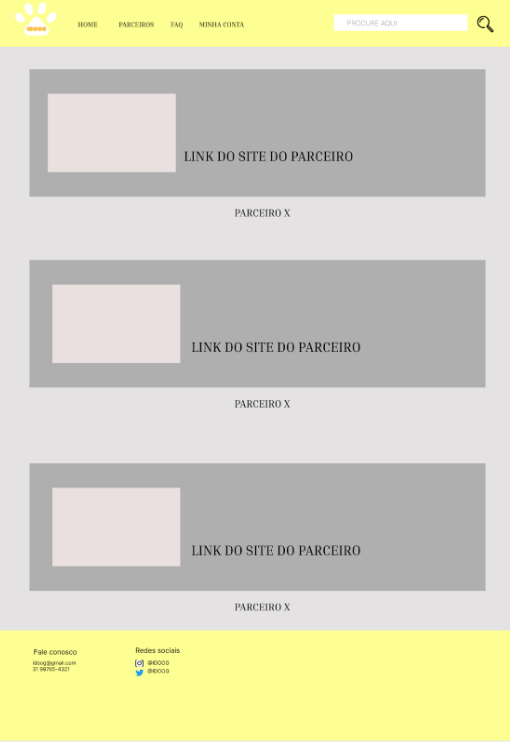 IDOOG
HOME
PARCEIROS
FAQ
MINHA CONTA
PROCURE AQUI
LINK DO SITE DO PARCEIRO
PARCEIRO X
LINK DO SITE DO PARCEIRO
PARCEIRO X
LINK DO SITE DO PARCEIRO
PARCEIRO X
Fale conosco
idoog@gmail.com
31 98765-4321
Redes sociais
@IDOOG
@IDOOG